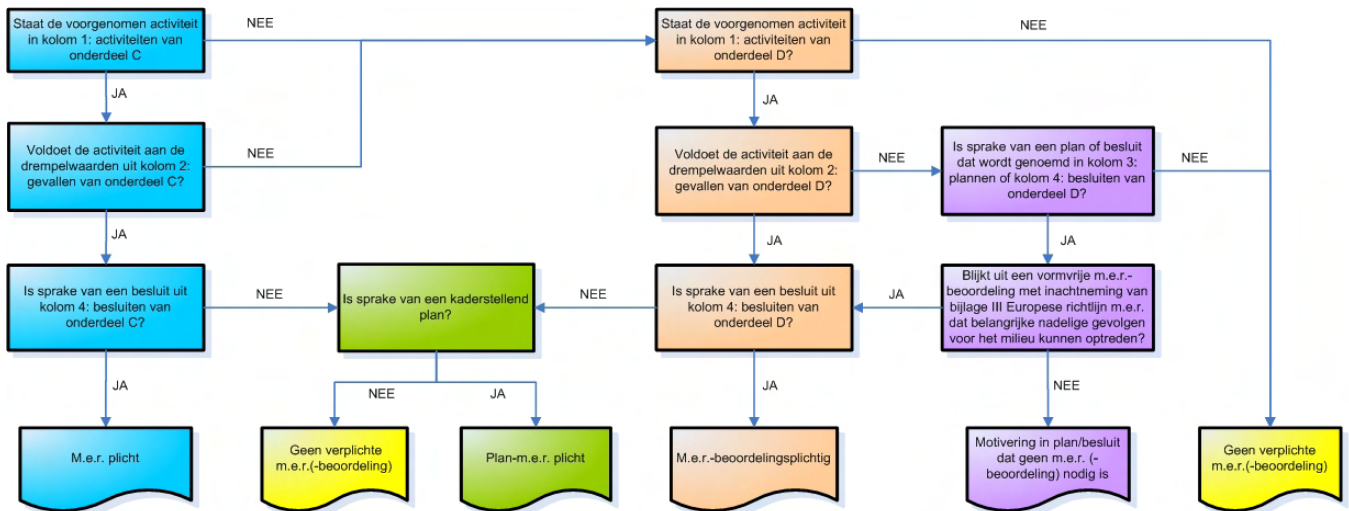 Staat de voorgenomen activiteit
in kolom 1: activiteiten van
onderdeel C
NEE
Staat de voorgenomen activiteit
in kolom 1: activiteiten van
onderdeel D?
NEE
JA
JA
Voldoet de activiteit aan de
drempelwaarden uit kolom 2:
gevallen van onderdeel C?
NEE
Voldoet de activiteit aan de
drempelwaarden uit kolom 2:
gevallen van onderdeel D?
NEE
Is sprake van een plan of besluit
dat wordt genoemd in kolom 3:
plannen of kolom 4: besluiten van
onderdeel D?
NEE
JA
JA
JA
Is sprake van een besluit uit
kolom 4: besluiten van
onderdeel C?
NEE
Is sprake van een kaderstellend
plan?
NEE
Is sprake van een besluit uit
kolom 4: besluiten van
onderdeel D?
JA
Blijkt uit een vormvrije m.e.r.-
beoordeling met inachtneming van
bijlage III Europese richtlijn m.e.r.
dat belangrijke nadelige gevolgen
voor het milieu kunnen optreden?
JA
NEE
JA
JA
NEE
M.e.r. plicht
Geen verplichte
m.e.r.(-beoordeling)
Plan-m.e.r. plicht
M.e.r.-beoordelingsplichtig
Motivering in plan/besluit
dat geen m.e.r. (-
beoordeling) nodig is
Geen verplichte
m.e.r.(-beoordeling)